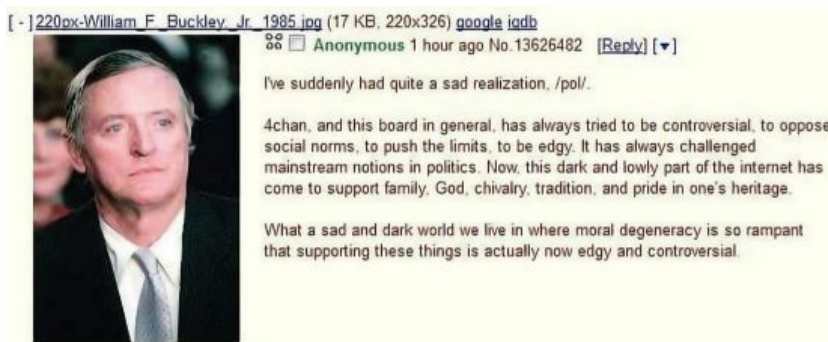 [ - ] 220px-William_F_Buckley,_Jr._1985.jpg (17 KB, 220x326) google iqdb
Anonymous 1 hour ago No.13626482 [Reply] [▼]
I've suddenly had quite a sad realization, /pol/.
4chan, and this board in general, has always tried to be controversial, to oppose
social norms, to push the limits, to be edgy. It has always challenged
mainstream notions in politics. Now, this dark and lowly part of the internet has
come to support family, God, chivalry, tradition, and pride in one's heritage.
What a sad and dark world we live in where moral degeneracy is so rampant
that supporting these things is actually now edgy and controversial.